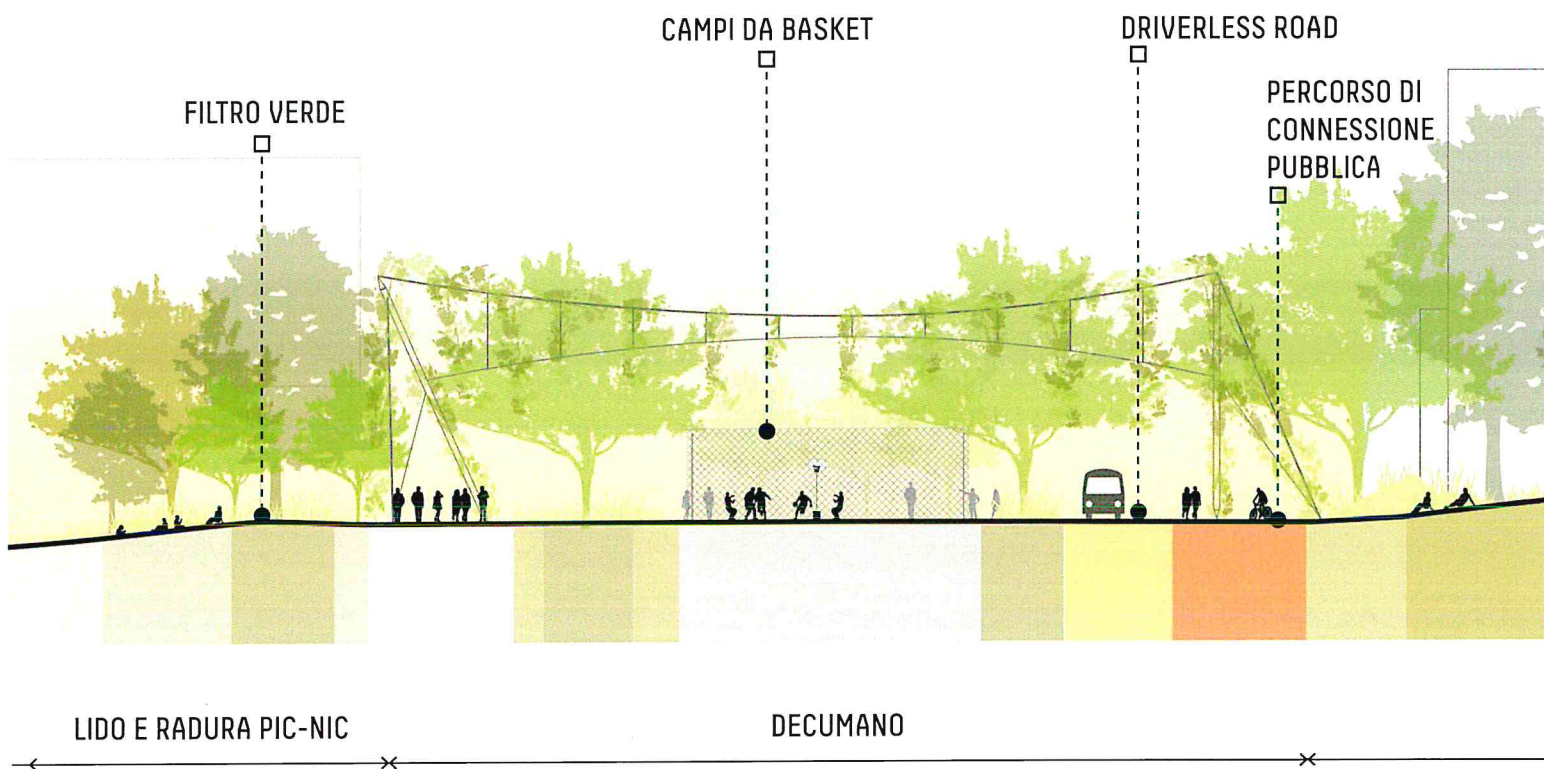 CAMPI DA BASKET
DRIVERLESS ROAD
FILTRO VERDE
PERCORSO DI
CONNESSIONE
PUBBLICA
LIDO E RADURA PIC-NIC
DECUMANO